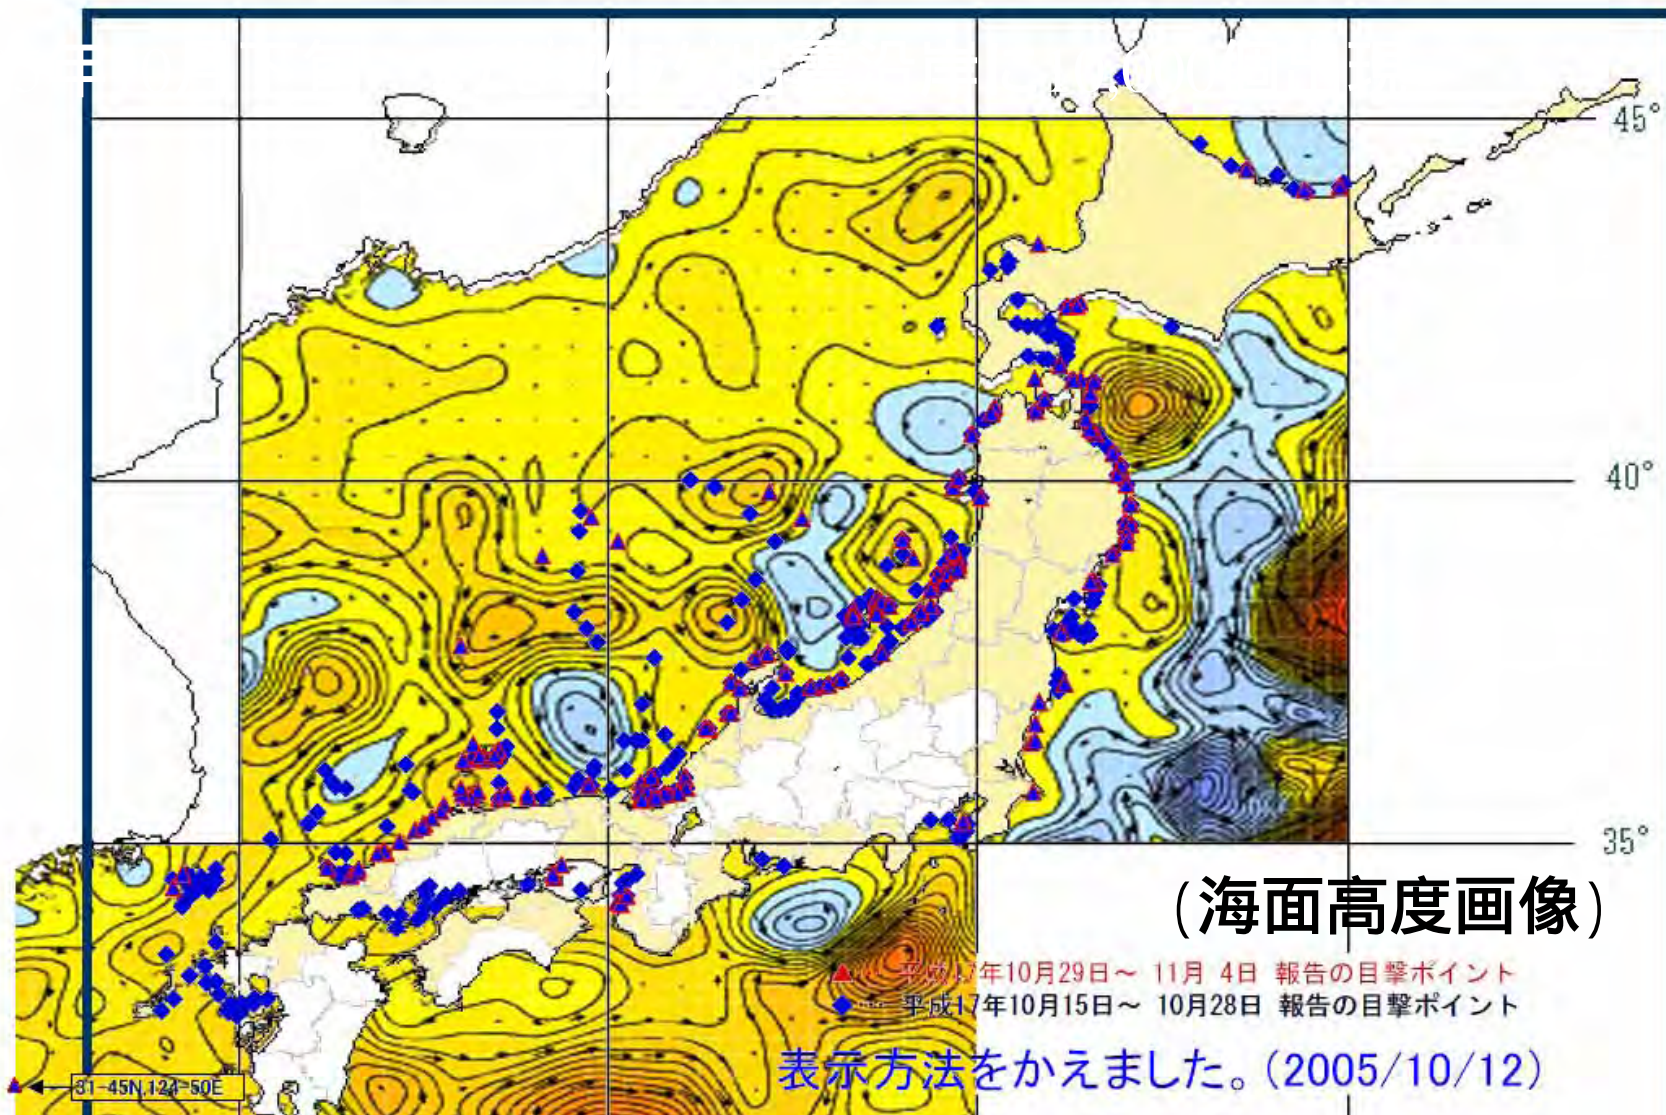 45°
40°
35°
(海面高度画像)
平成17年10月29日～ 11月 4日 報告の目撃ポイント
平成17年10月15日～ 10月28日 報告の目撃ポイント
表示方法をかえました。(2005/10/12)
31-45N,124-50E